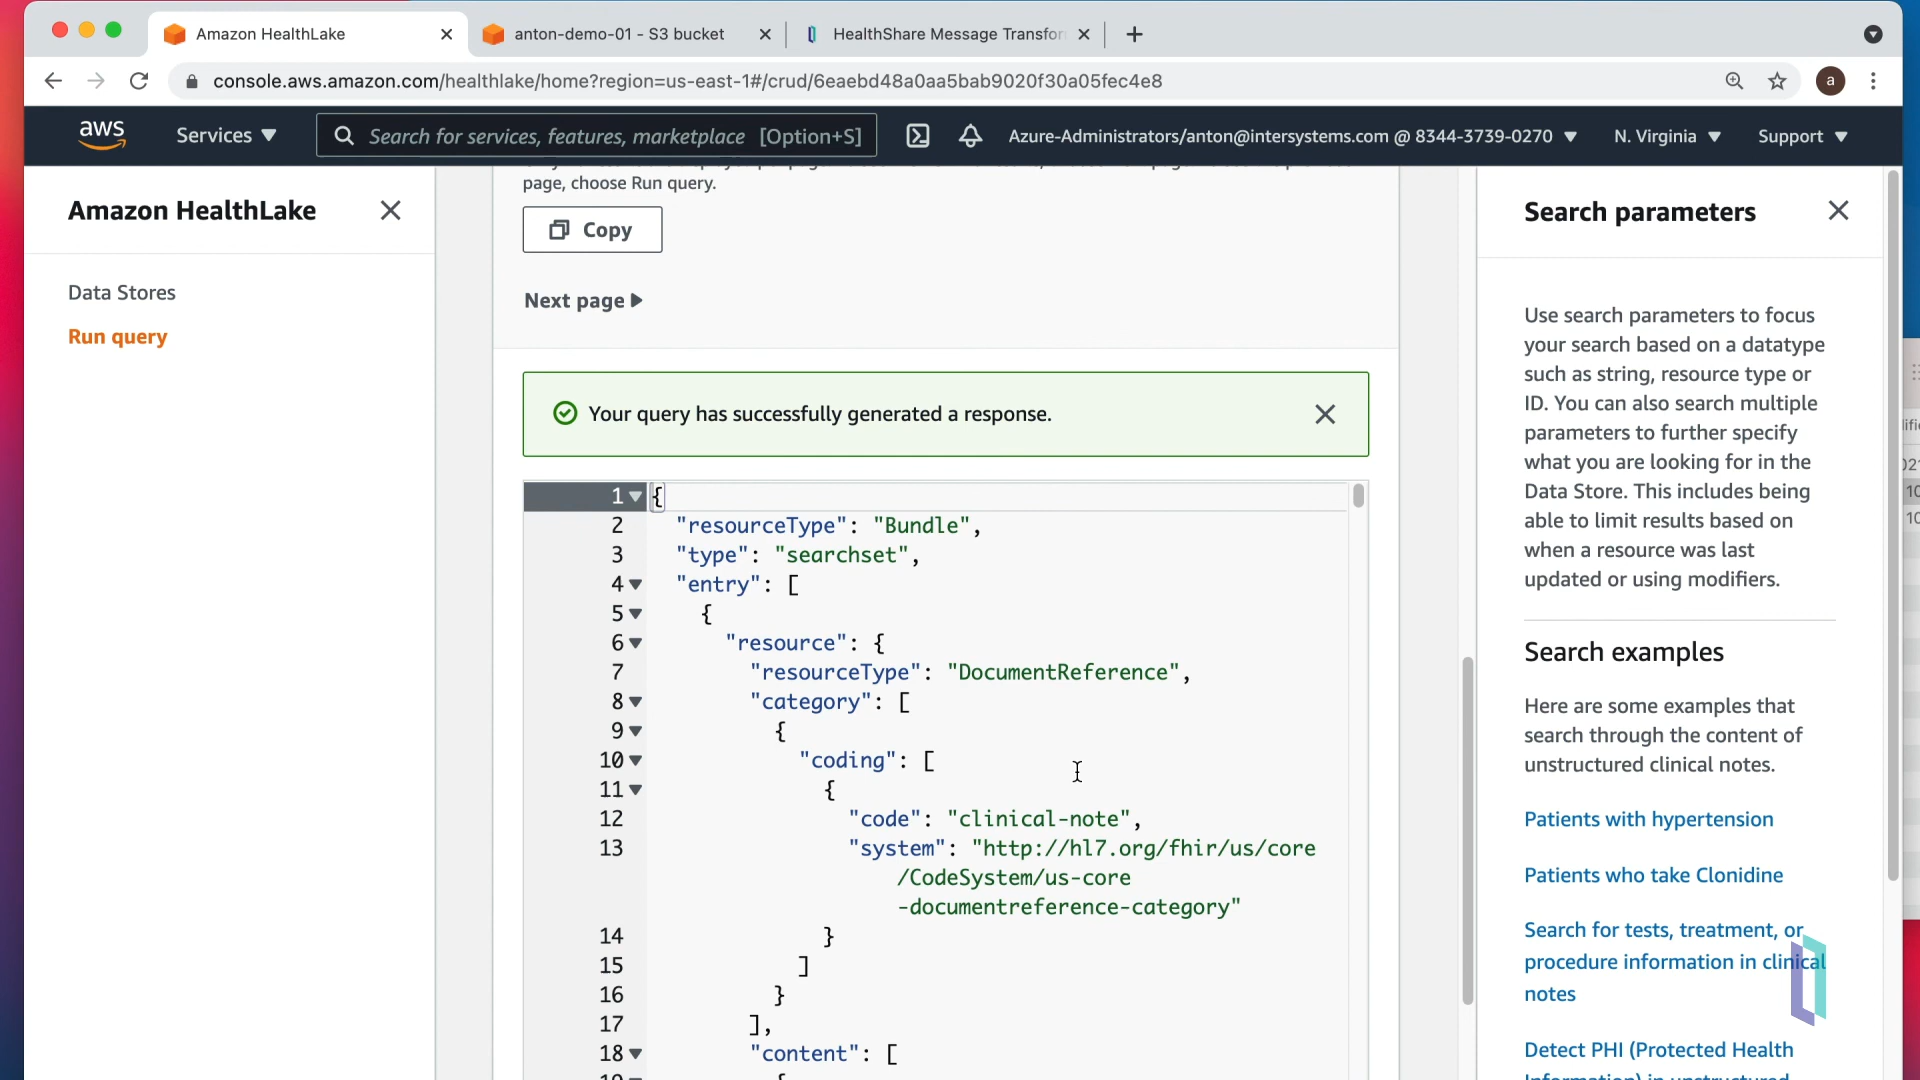 Amazon HealthLake
anton-demo-01 - S3 bucket
HealthShare Message Transfor
console.aws.amazon.com/healthlake/home?region=us-east-1#/crud/6eaebd48a0aa5bab9020f30a05fec4e8
a
aws
Services
Search for services, features, marketplace [Option+S]
Azure-Administrators/anton@intersystems.com @ 8344-3739-0270
N. Virginia
Support
Amazon HealthLake
Data Stores
Run query
page, choose Run query.
Copy
Next page
Your query has successfully generated a response.
1 {
2 "resourceType": "Bundle",
3 "type": "searchset",
4 "entry": [
5 {
6 "resource": {
7 "resourceType": "DocumentReference",
8 "category": [
9 {
10 "coding": [
11 {
12 "code": "clinical-note",
13 "system": "http://hl7.org/fhir/us/core
/CodeSystem/us-core
-documentreference-category"
14 }
15 ]
16 }
17 ],
18 "content": [
Search parameters
Use search parameters to focus
your search based on a datatype
such as string, resource type or
ID. You can also search multiple
parameters to further specify
what you are looking for in the
Data Store. This includes being
able to limit results based on
when a resource was last
updated or using modifiers.
Search examples
Here are some examples that
search through the content of
unstructured clinical notes.
Patients with hypertension
Patients who take Clonidine
Search for tests, treatment, or
procedure information in clinical
notes
Detect PHI (Protected Health
Information) in unstructured